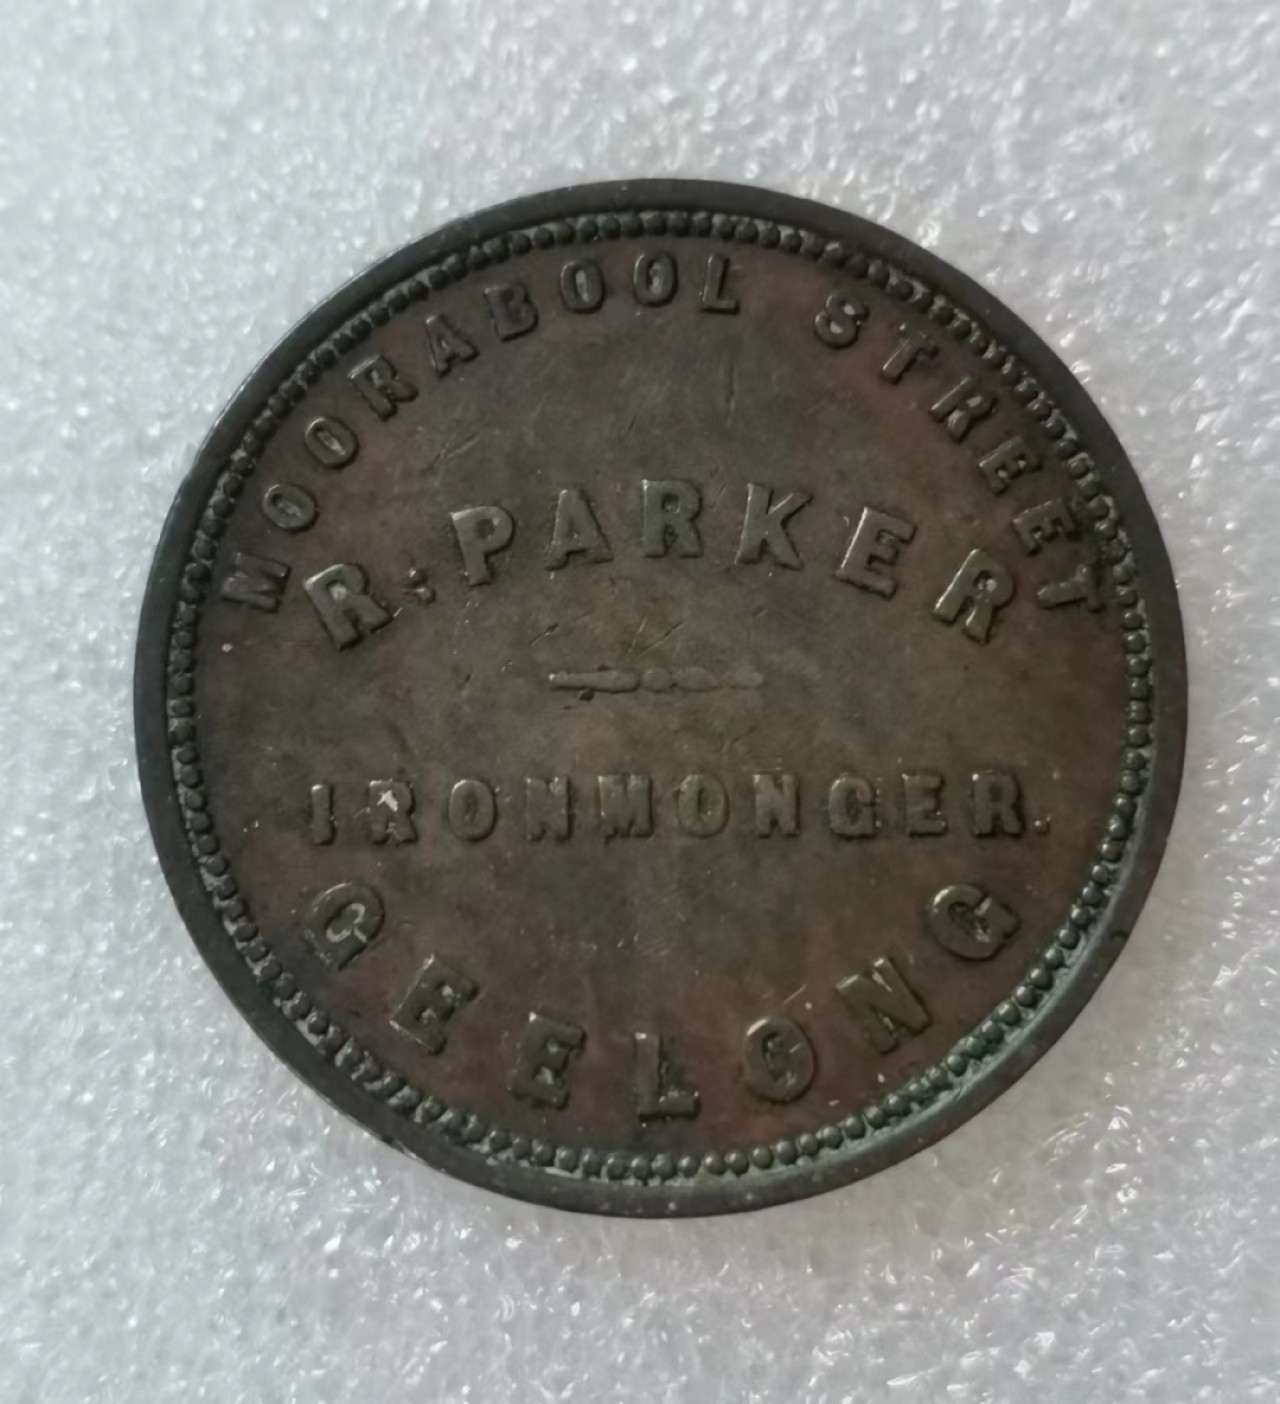 MOORABOOL STREET
R. PARKER
IRONMONGER.
GEELONG